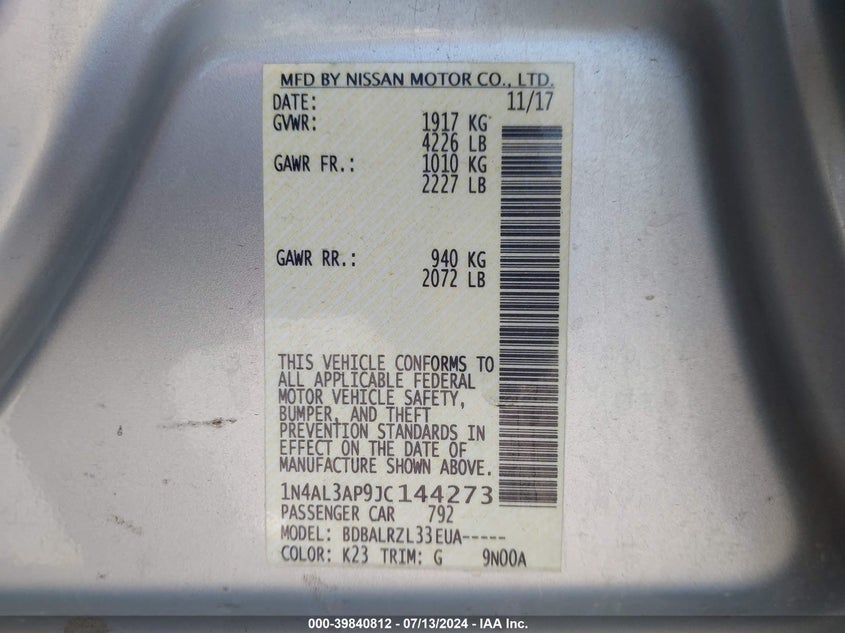 MFD BY NISSAN MOTOR CO., LTD.
DATE: 11/17
GVWR: 1917 KG
4226 LB
GAWR FR.: 1010 KG
2227 LB
GAWR RR.: 940 KG
2072 LB
THIS VEHICLE CONFORMS TO
ALL APPLICABLE FEDERAL
MOTOR VEHICLE SAFETY,
BUMPER, AND THEFT
PREVENTION STANDARDS IN
EFFECT ON THE DATE OF
MANUFACTURE SHOWN ABOVE.
1N4AL3AP9JC144273
PASSENGER CAR 792
MODEL: BDBALRZL33EUA-----
COLOR: K23 TRIM: G 9N00A
000-39840812 - 07/13/2024 - IAA Inc.